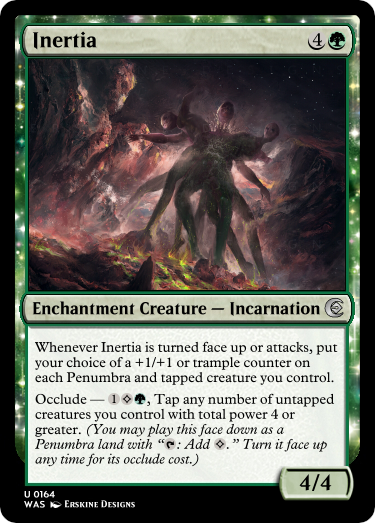 Inertia 4
Enchantment Creature — Incarnation
Whenever Inertia is turned face up or attacks, put
your choice of a +1/+1 or trample counter on
each Penumbra and tapped creature you control.
Occlude — 1, Tap any number of untapped
creatures you control with total power 4 or
greater. (You may play this face down as a
Penumbra land with “: Add .” Turn it face up
any time for its occlude cost.)
4/4
U 0164
WAS Erskine Designs